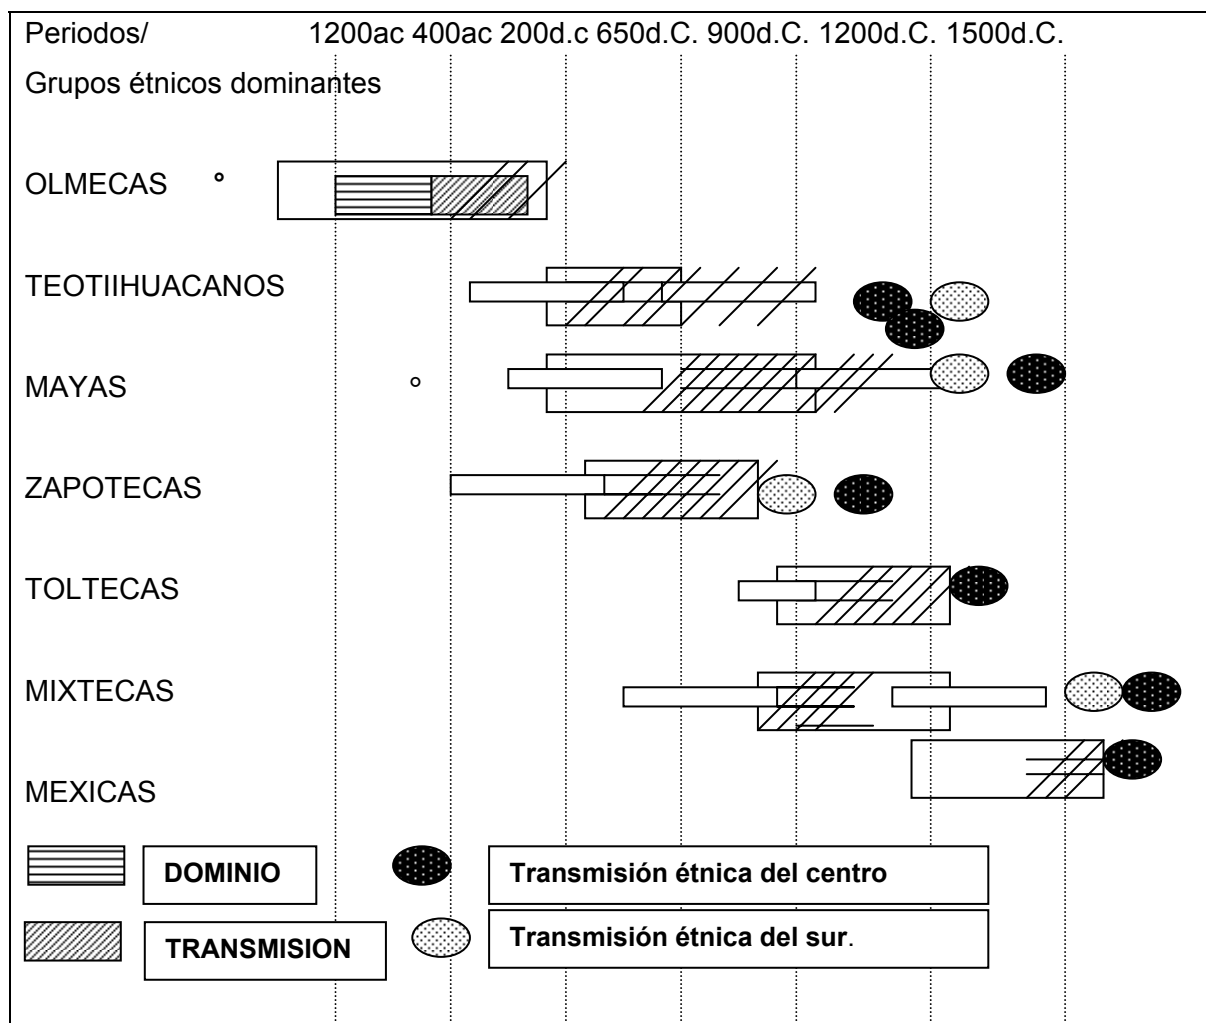 Periodos/ 1200ac 400ac 200d.c 650d.C. 900d.C. 1200d.C. 1500d.C.
Grupos étnicos dominantes
OLMECAS °
TEOTIIHUACANOS
MAYAS °
ZAPOTECAS
TOLTECAS
MIXTECAS
MEXICAS
DOMINIO Transmisión étnica del centro
TRANSMISION Transmisión étnica del sur.